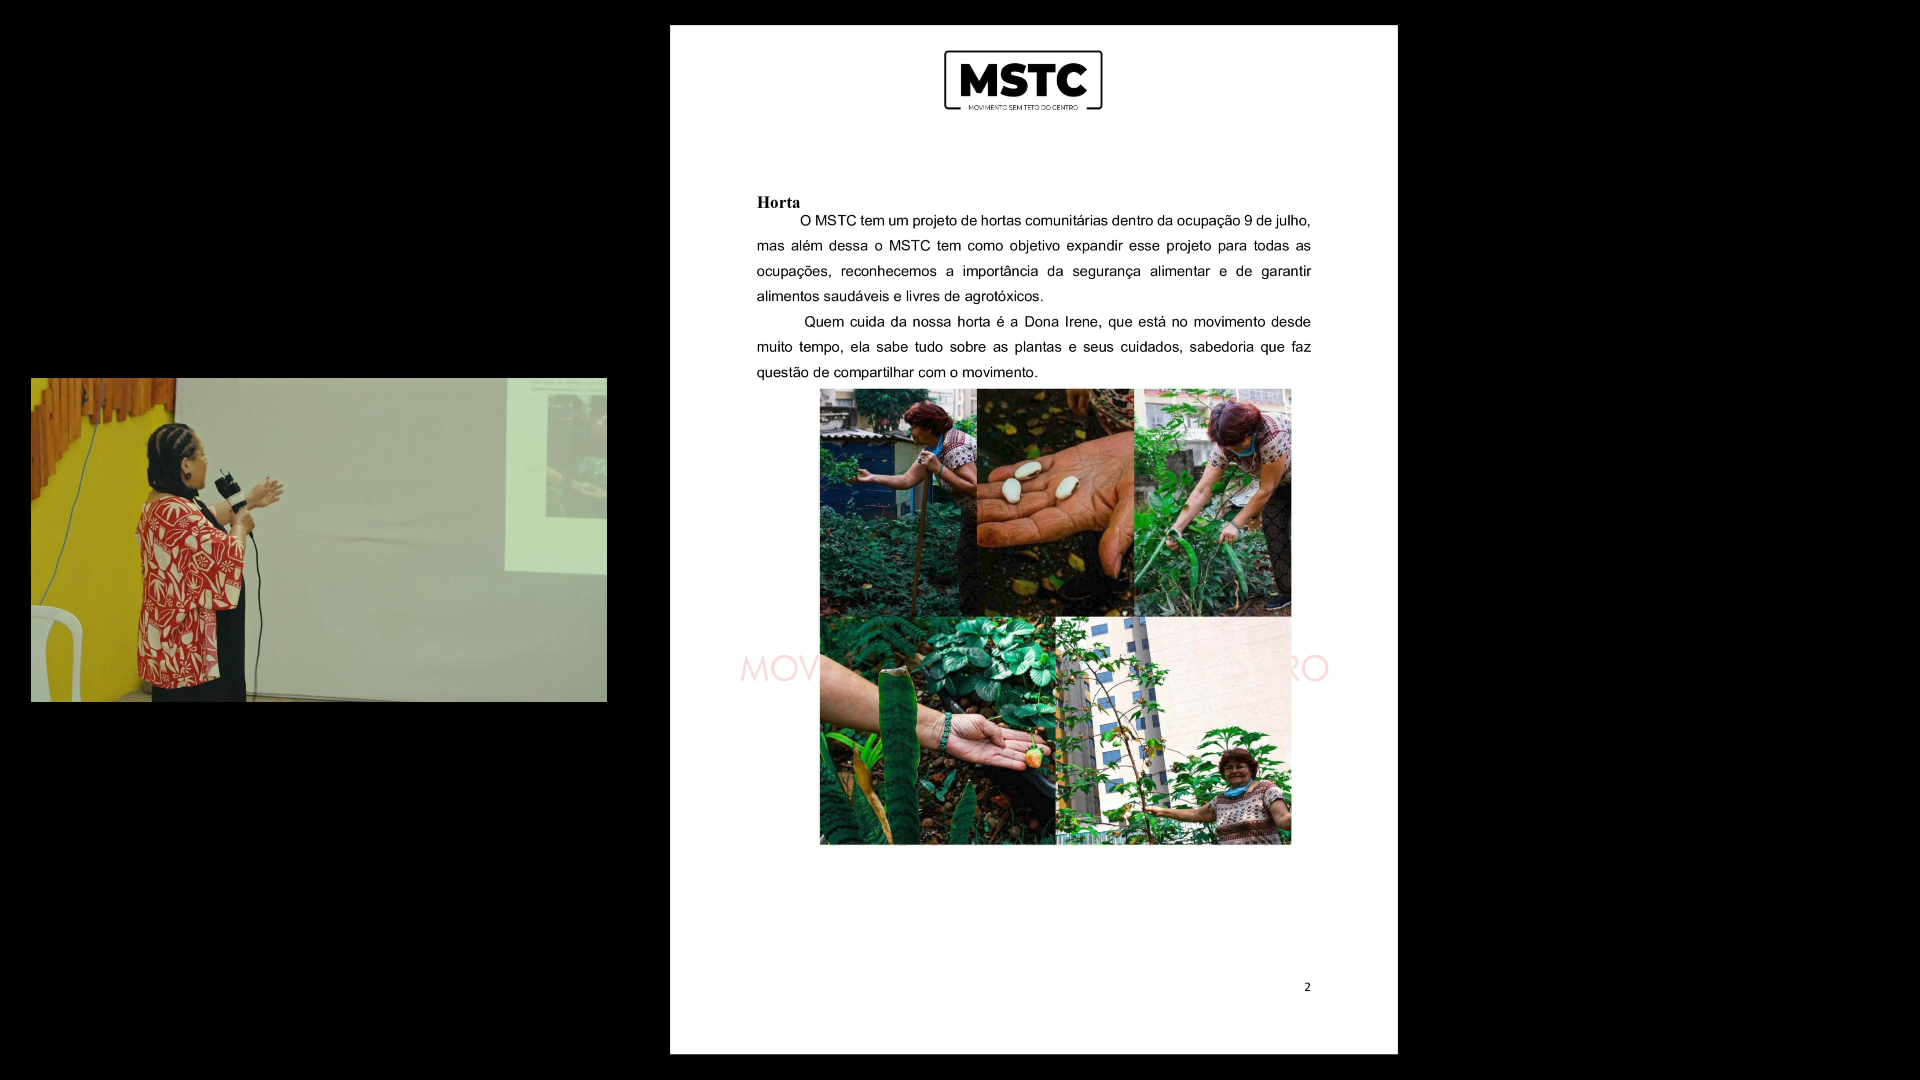 MSTC
MOVIMENTO SEM TETO DO CENTRO
Horta
O MSTC tem um projeto de hortas comunitárias dentro da ocupação 9 de julho,
mas além dessa o MSTC tem como objetivo expandir esse projeto para todas as
ocupações, reconhecemos a importância da segurança alimentar e de garantir
alimentos saudáveis e livres de agrotóxicos.
Quem cuida da nossa horta é a Dona Irene, que está no movimento desde
muito tempo, ela sabe tudo sobre as plantas e seus cuidados, sabedoria que faz
questão de compartilhar com o movimento.
MOV RO
2